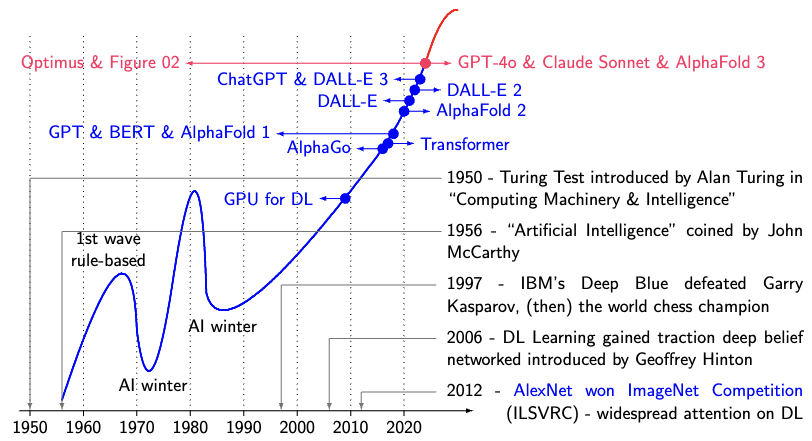 Optimus & Figure 02
GPT-4o & Claude Sonnet & AlphaFold 3
ChatGPT & DALL-E 3
DALL-E 2
DALL-E
AlphaFold 2
GPT & BERT & AlphaFold 1
AlphaGo
Transformer
1950 - Turing Test introduced by Alan Turing in
“Computing Machinery & Intelligence”
GPU for DL
1956 - “Artificial Intelligence” coined by John
McCarthy
1st wave
rule-based
1997 - IBM's Deep Blue defeated Garry
Kasparov, (then) the world chess champion
AI winter
2006 - DL Learning gained traction deep belief
networked introduced by Geoffrey Hinton
AI winter
2012 - AlexNet won ImageNet Competition
(ILSVRC) - widespread attention on DL
1950 1960 1970 1980 1990 2000 2010 2020